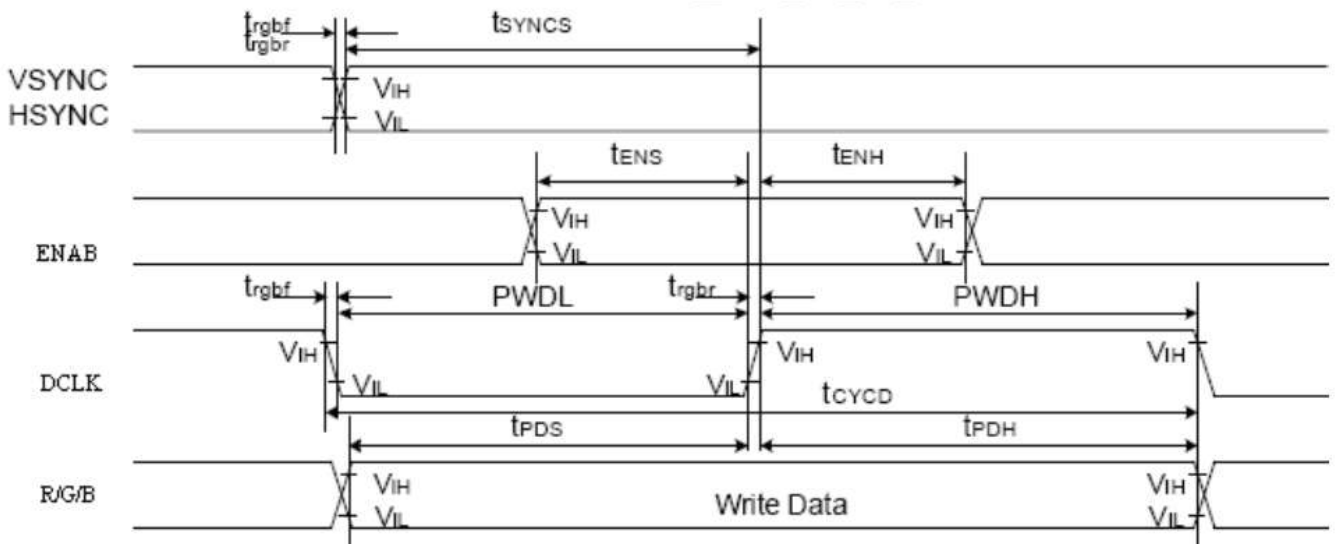 trgbf
trgbr
tSYNCS
VSYNC
HSYNC
VIH
VIL
tENS
tENH
ENAB
VIH
VIL
VIH
VIL
trgbf
PWDL
trgbr
PWDH
DCLK
VIH
VIL
VIL
VIH
VIH
tCYCD
tPDS
tPDH
R/G/B
VIH
VIL
Write Data
VIH
VIL